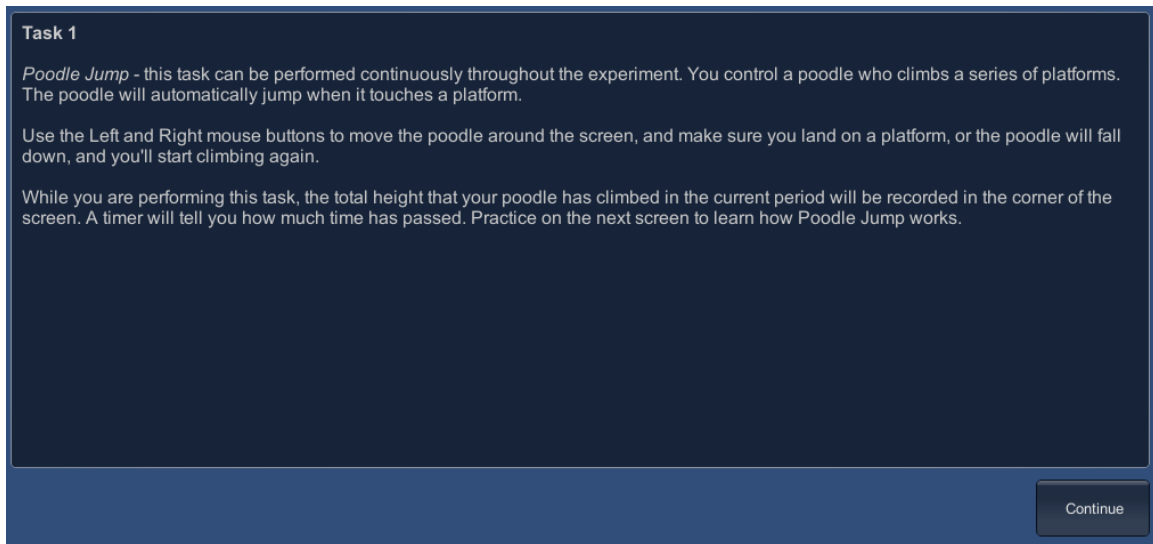 Task 1
Poodle Jump - this task can be performed continuously throughout the experiment. You control a poodle who climbs a series of platforms.
The poodle will automatically jump when it touches a platform.
Use the Left and Right mouse buttons to move the poodle around the screen, and make sure you land on a platform, or the poodle will fall
down, and you'll start climbing again.
While you are performing this task, the total height that your poodle has climbed in the current period will be recorded in the corner of the
screen. A timer will tell you how much time has passed. Practice on the next screen to learn how Poodle Jump works.
Continue